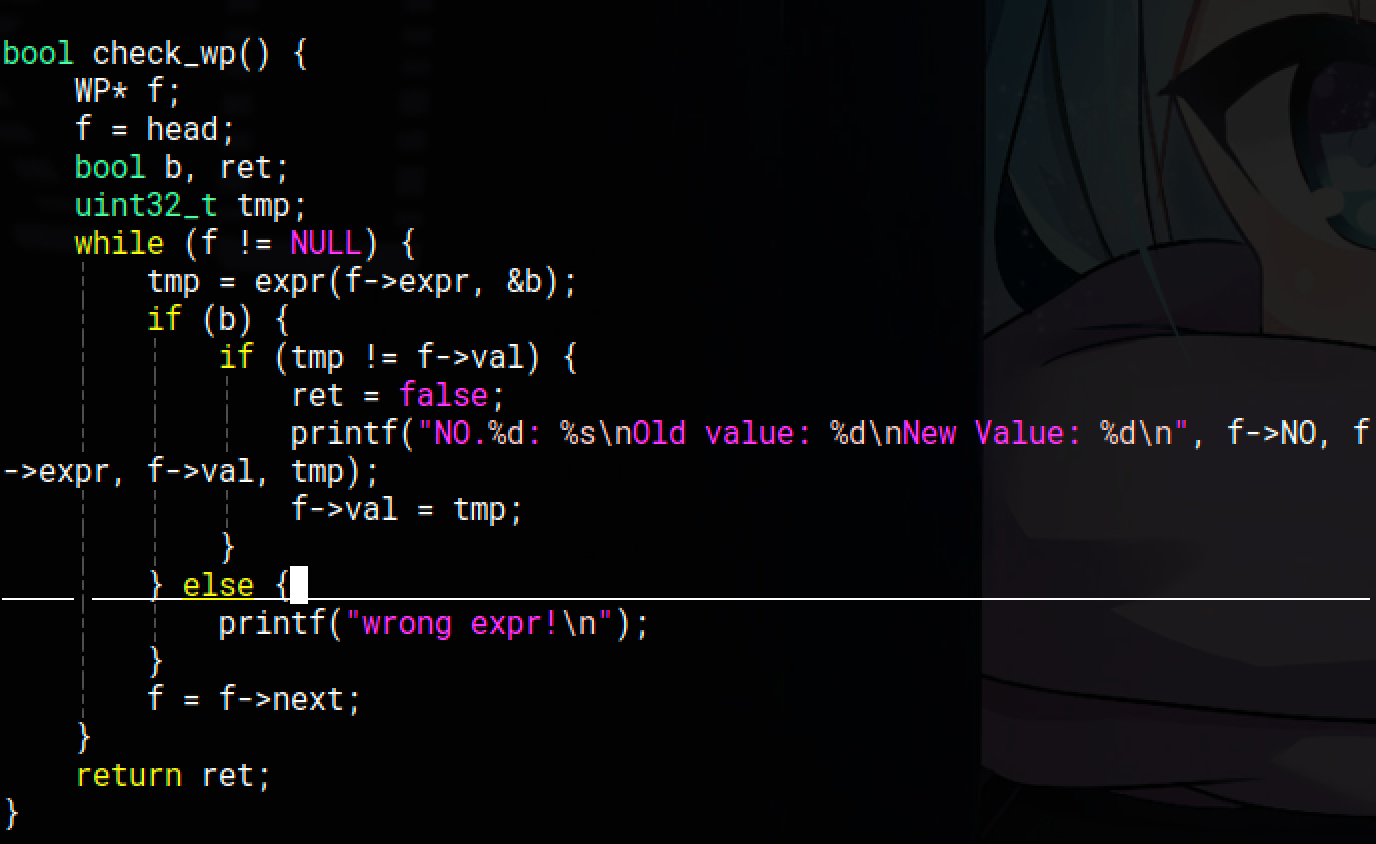 bool check_wp() {
    WP* f;
    f = head;
    bool b, ret;
    uint32_t tmp;
    while (f != NULL) {
        tmp = expr(f->expr, &b);
        if (b) {
            if (tmp != f->val) {
                ret = false;
                printf("NO.%d: %s\nOld value: %d\nNew Value: %d\n", f->NO, f
->expr, f->val, tmp);
                f->val = tmp;
            }
        } else {
            printf("wrong expr!\n");
        }
        f = f->next;
    }
    return ret;
}